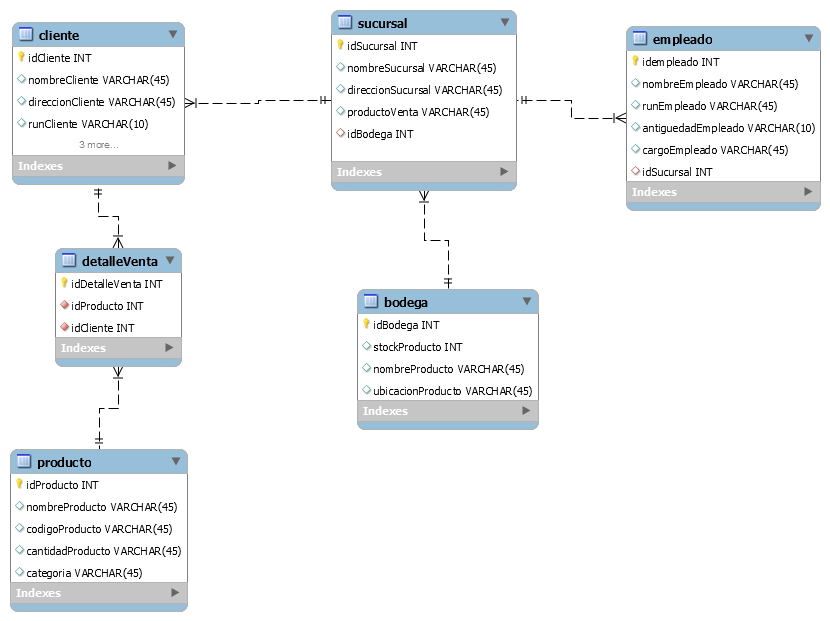 cliente
idCliente INT
nombreCliente VARCHAR(45)
direccionCliente VARCHAR(45)
runCliente VARCHAR(10)
3 more...
Indexes
sucursal
idSucursal INT
nombreSucursal VARCHAR(45)
direccionSucursal VARCHAR(45)
productoVenta VARCHAR(45)
idBodega INT
Indexes
empleado
idempleado INT
nombreEmpleado VARCHAR(45)
runEmpleado VARCHAR(45)
antiguedadEmpleado VARCHAR(10)
cargoEmpleado VARCHAR(45)
idSucursal INT
Indexes
detalleVenta
idDetalleVenta INT
idProducto INT
idCliente INT
Indexes
bodega
idBodega INT
stockProducto INT
nombreProducto VARCHAR(45)
ubicacionProducto VARCHAR(45)
Indexes
producto
idProducto INT
nombreProducto VARCHAR(45)
codigoProducto VARCHAR(45)
cantidadProducto VARCHAR(45)
categoria VARCHAR(45)
Indexes